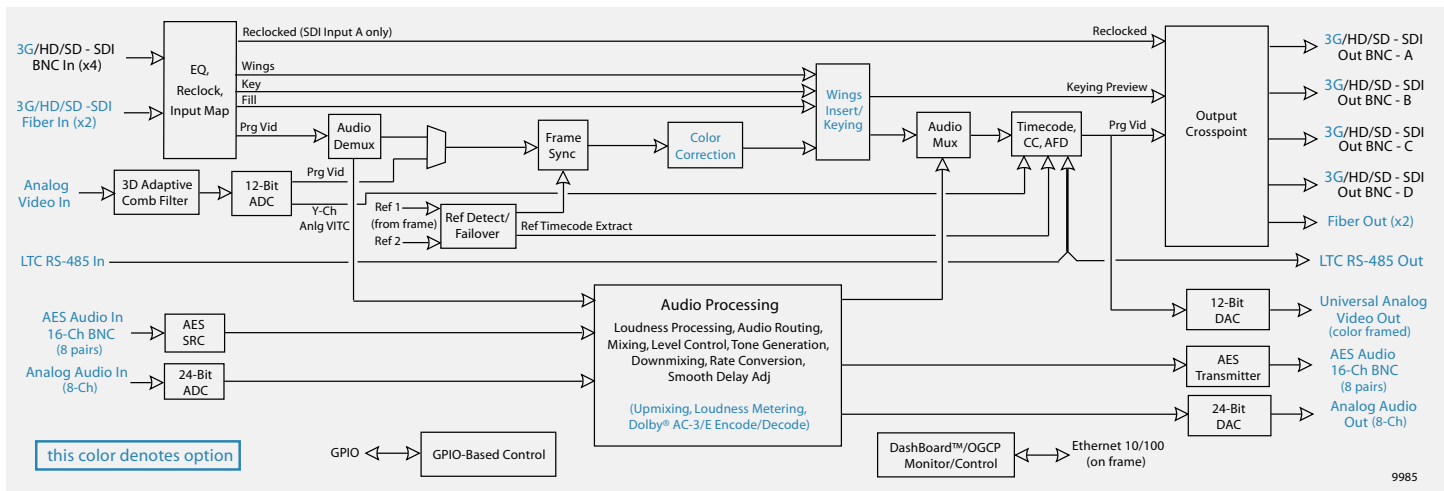 3G/HD/SD - SDI
BNC In (x4)
3G/HD/SD -SDI
Fiber In (x2)
EQ,
Reclock,
Input Map
Reclocked (SDI Input A only)
Reclocked
Wings
Key
Fill
Prg Vid
Audio
Demux
Frame
Sync
Color
Correction
Wings
Insert/
Keying
Keying Preview
Audio
Mux
Timecode,
CC, AFD
Prg Vid
Output
Crosspoint
3G/HD/SD - SDI
Out BNC - A
3G/HD/SD - SDI
Out BNC - B
3G/HD/SD - SDI
Out BNC - C
3G/HD/SD - SDI
Out BNC - D
Fiber Out (x2)
Analog
Video In
3D Adaptive
Comb Filter
12-Bit
ADC
Prg Vid
Y-Ch
Anlg VITC
Ref 1
(from frame)
Ref 2
Ref Detect/
Failover
Ref Timecode Extract
LTC RS-485 In
LTC RS-485 Out
AES Audio In
16-Ch BNC
(8 pairs)
AES
SRC
Analog Audio In
(8-Ch)
24-Bit
ADC
Audio Processing
Loudness Processing, Audio Routing,
Mixing, Level Control, Tone Generation,
Downmixing, Rate Conversion,
Smooth Delay Adj
(Upmixing, Loudness Metering,
Dolby® AC-3/E Encode/Decode)
12-Bit
DAC
Universal Analog
Video Out
(color framed)
AES
Transmitter
AES Audio
16-Ch BNC
(8 pairs)
24-Bit
DAC
Analog Audio
Out (8-Ch)
this color denotes option
GPIO
GPIO-Based Control
DashBoard™/OGCP
Monitor/Control
Ethernet 10/100
(on frame)
9985